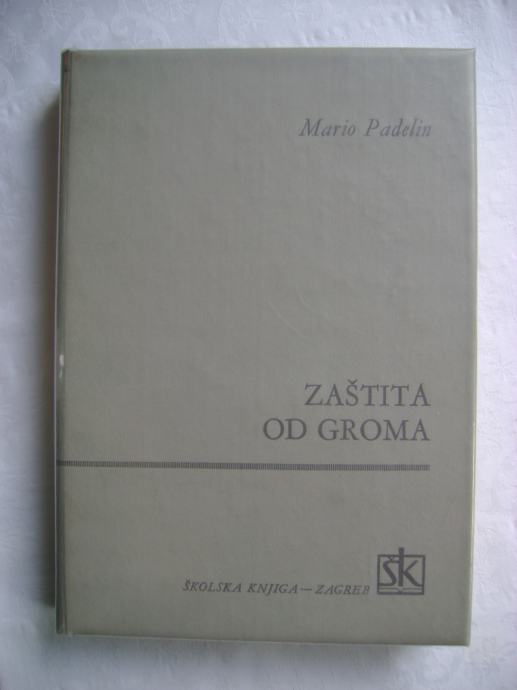 Mario Padelin
ZAŠTITA
OD GROMA
ŠKOLSKA KNJIGA — ZAGREB
ŠK